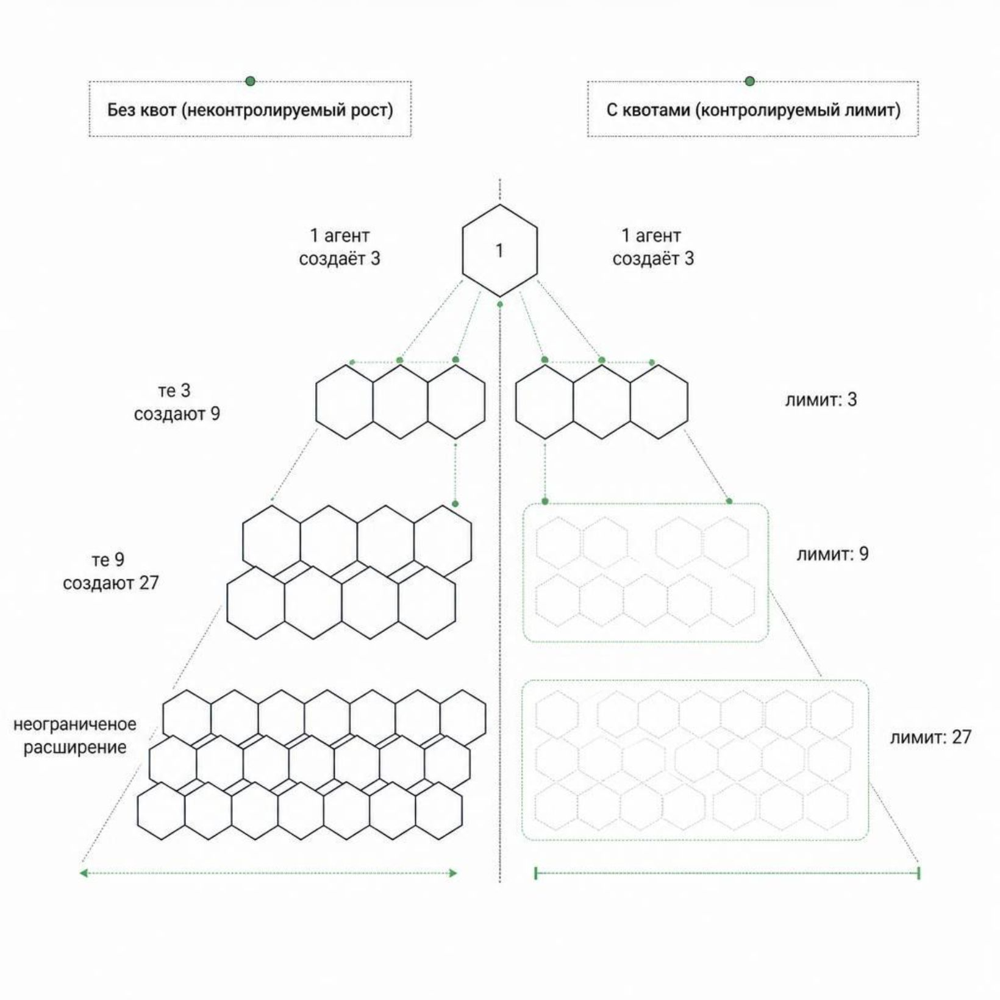 Без квот (неконтролируемый рост)
С квотами (контролируемый лимит)
1 агент
создаёт 3
1
1 агент
создаёт 3
те 3
создают 9
лимит: 3
те 9
создают 27
лимит: 9
неограниченое
расширение
лимит: 27